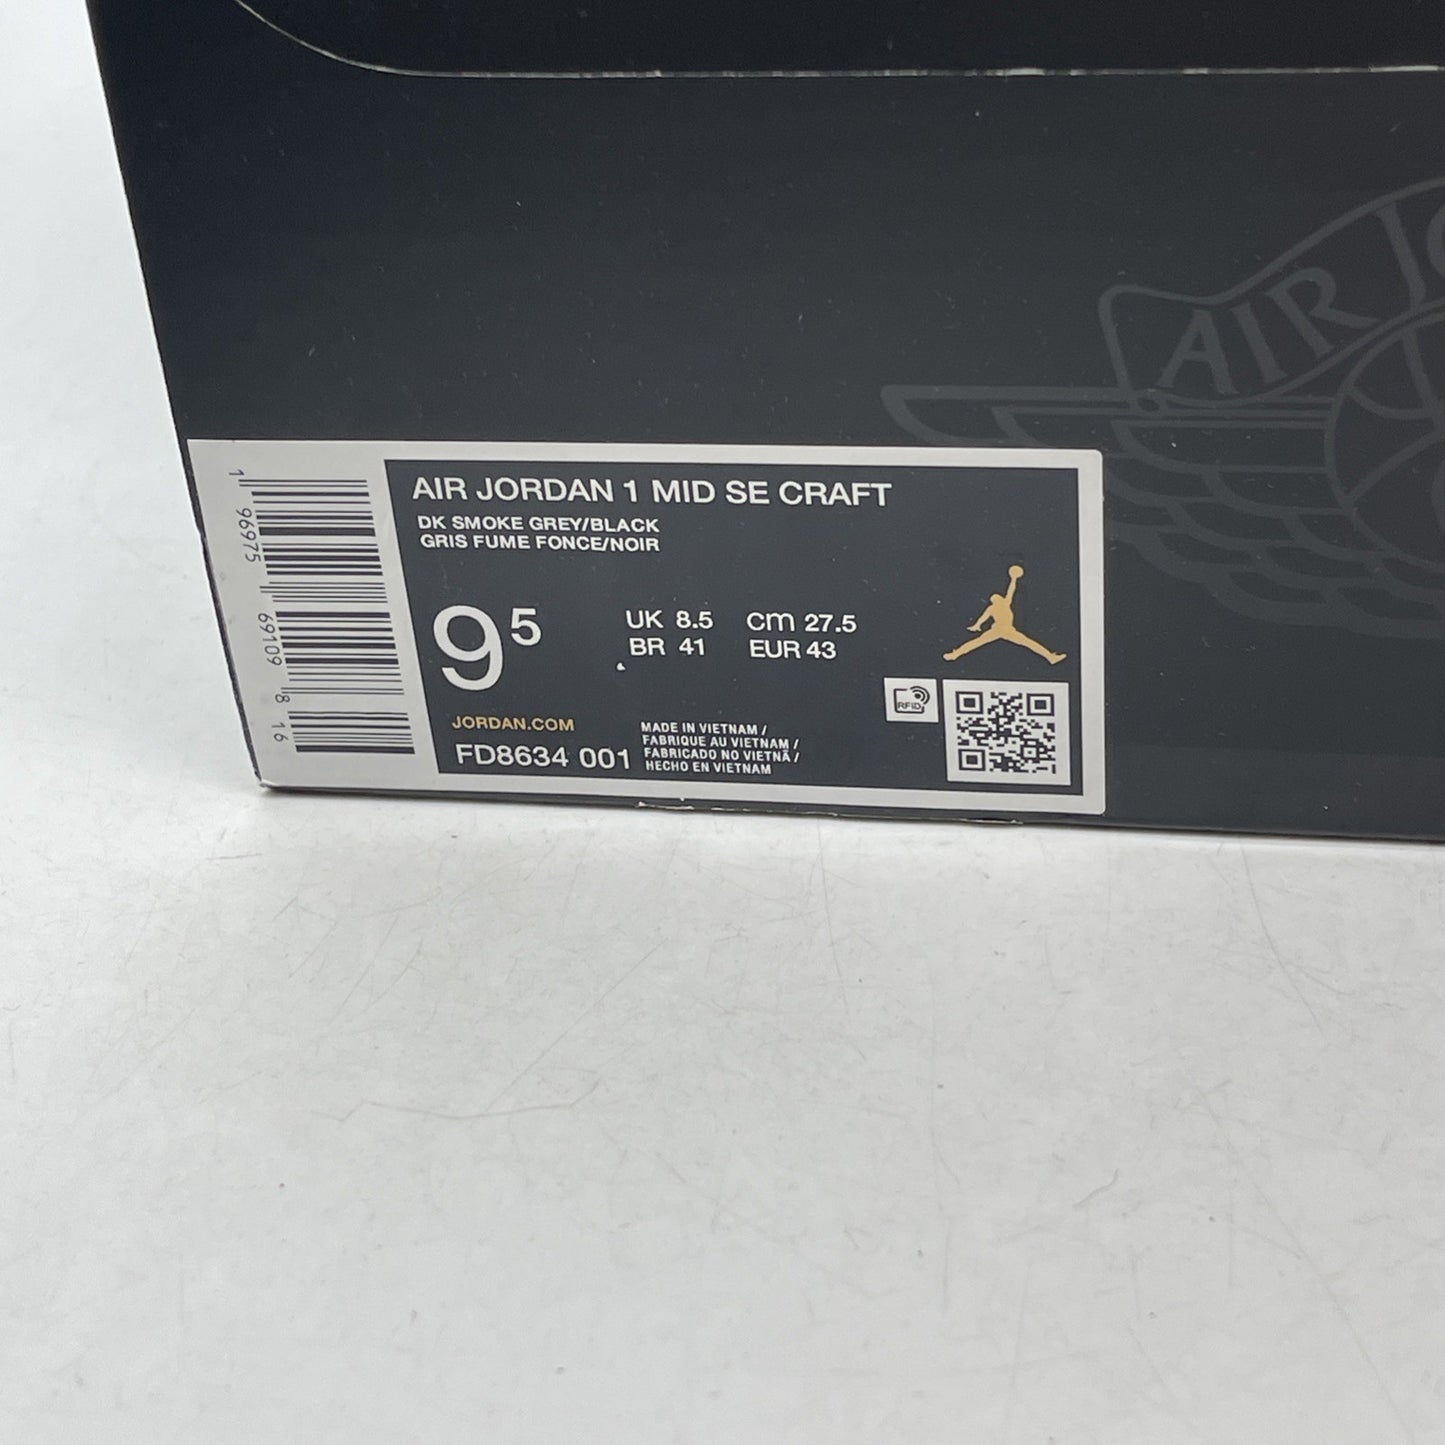 AIR JO
AIR JORDAN 1 MID SE CRAFT
DK SMOKE GREY/BLACK
GRIS FUME FONCE/NOIR
9 5
UK 8.5 cm 27.5
BR 41 EUR 43
RFID
JORDAN.COM
FD8634 001
MADE IN VIETNAM /
FABRIQUE AU VIETNAM /
FABRICADO NO VIETNÃ /
HECHO EN VIETNAM
1 96975 69109 8 16